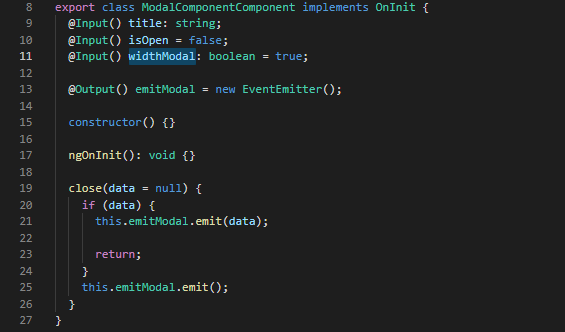 8 export class ModalComponentComponent implements OnInit {
9 @Input() title: string;
10 @Input() isOpen = false;
11 @Input() widthModal: boolean = true;
12
13 @Output() emitModal = new EventEmitter();
14
15 constructor() {}
16
17 ngOnInit(): void {}
18
19 close(data = null) {
20 if (data) {
21 this.emitModal.emit(data);
22
23 return;
24 }
25 this.emitModal.emit();
26 }
27 }